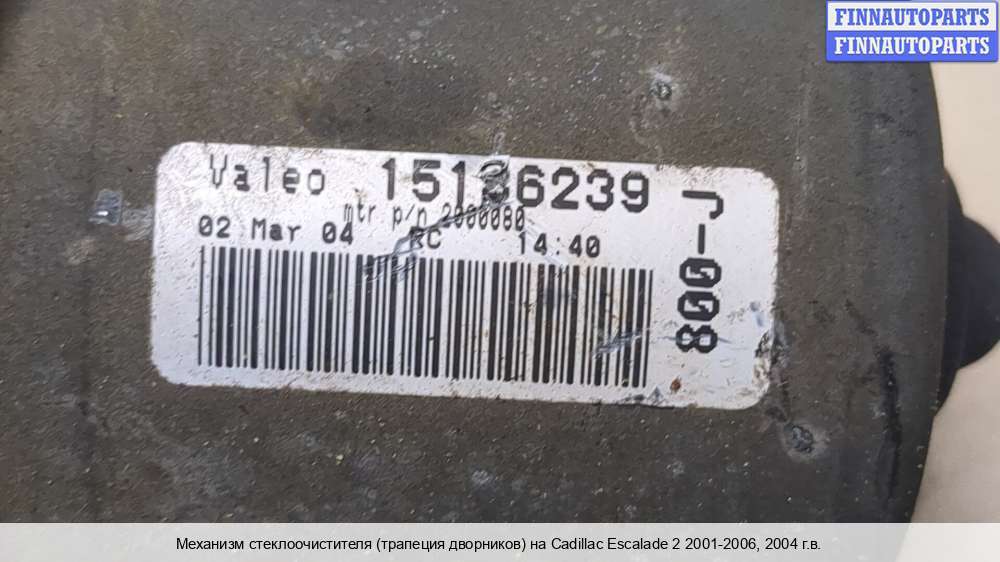 FINNAUTOPARTS
FINNAUTOPARTS
Valeo 15136239
mtr p/n 2000080
02 Mar 04 RC 14:40
800-J
Механизм стеклоочистителя (трапеция дворников) на Cadillac Escalade 2 2001-2006, 2004 г.в.